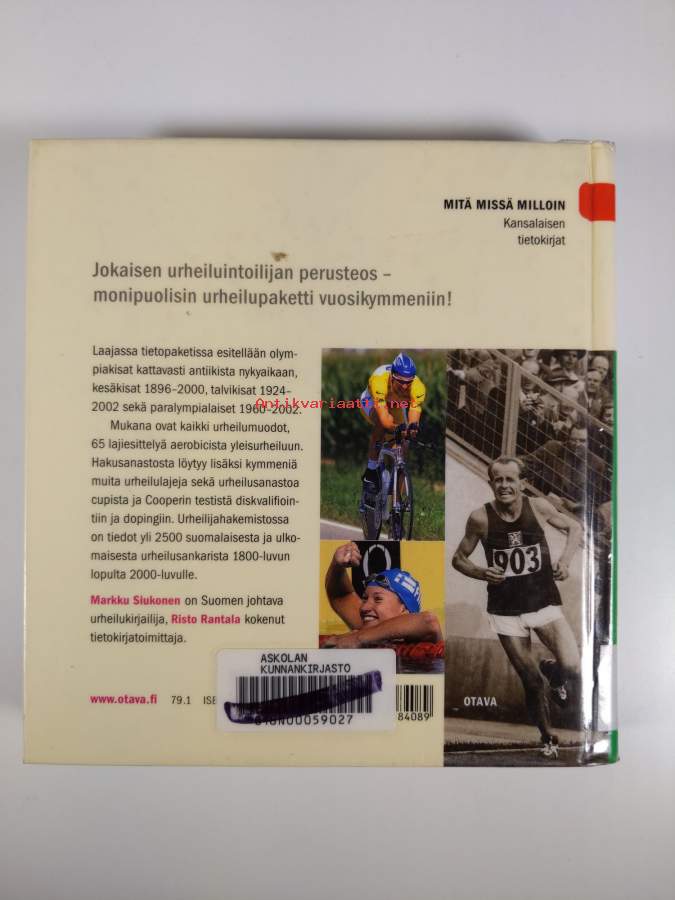 MITÄ MISSÄ MILLOIN
Kansalaisen
tietokirjat
Jokaisen urheiluintoilijan perusteos –
monipuolisin urheilupaketti vuosikymmeniin!
Laajassa tietopaketissa esitellään olym-
piakisat kattavasti antiikista nykyaikaan,
kesäkisat 1896–2000, talvikisat 1924–
2002 sekä paralympialaiset 1960–2002.
Mukana ovat kaikki urheilumuodot,
65 lajiesittelyä aerobicista yleisurheiluun.
Hakusanastosta löytyy lisäksi kymmeniä
muita urheilulajeja sekä urheilusanastoa
cupista ja Cooperin testistä diskvalifioin-
tiin ja dopingiin. Urheilijahakemistossa
on tiedot yli 2500 suomalaisesta ja ulko-
maisesta urheilusankarista 1800-luvun
lopulta 2000-luvulle.
Markku Siukonen on Suomen johtava
urheilukirjailija, Risto Rantala kokenut
tietokirjatoimittaja.
Antikvariaatti.net
903
ASKOLAN
KUNNANKIRJASTO
www.otava.fi 79.1
84089
OTAVA